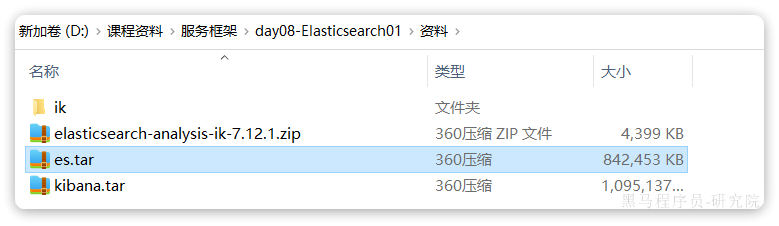 新加卷 (D:) > 课程资料 > 服务框架 > day08-Elasticsearch01 > 资料 >
名称 类型 大小
ik 文件夹
elasticsearch-analysis-ik-7.12.1.zip 360压缩 ZIP 文件 4,399 KB
es.tar 360压缩 842,453 KB
kibana.tar 360压缩 1,095,137...
黑马程序员-研究院